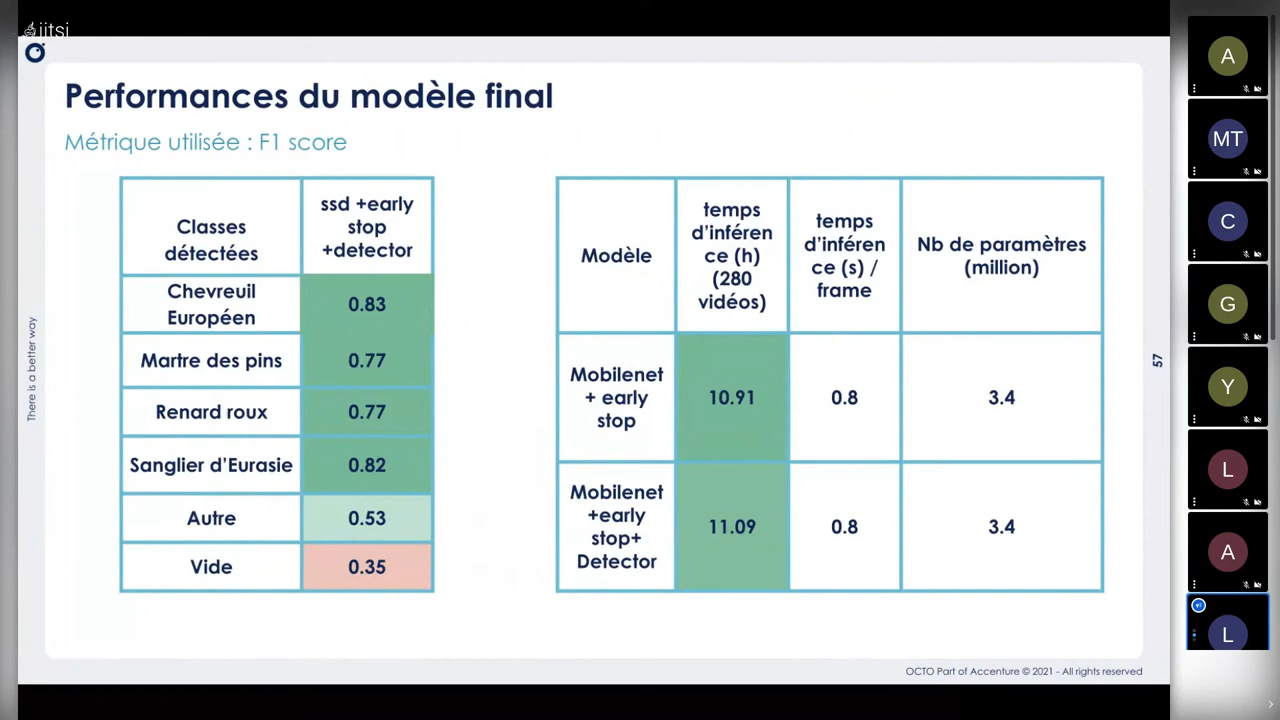 jitsi
Performances du modèle final
Métrique utilisée : F1 score
Classes
détectées
ssd +early
stop
+detector
Chevreuil
Européen
0.83
Martre des pins
0.77
Renard roux
0.77
Sanglier d'Eurasie
0.82
Autre
0.53
Vide
0.35
Modèle
temps
d'inféren
ce (h)
(280
vidéos)
temps
d'inféren
ce (s) /
frame
Nb de paramètres
(million)
Mobilenet
+ early
stop
10.91
0.8
3.4
Mobilenet
+early
stop+
Detector
11.09
0.8
3.4
There is a better way
57
OCTO Part of Accenture © 2021 - All rights reserved
A
MT
C
G
Y
L
A
L